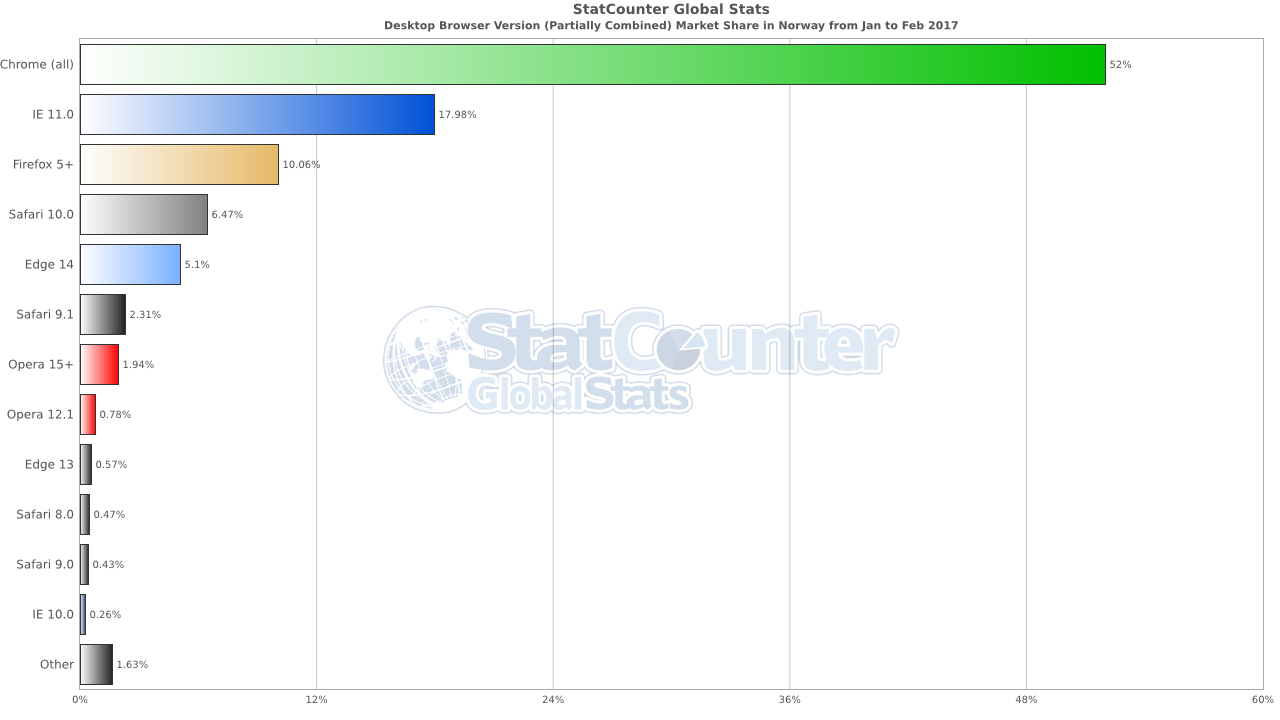 StatCounter Global Stats
Desktop Browser Version (Partially Combined) Market Share in Norway from Jan to Feb 2017
Chrome (all) 52%
IE 11.0 17.98%
Firefox 5+ 10.06%
Safari 10.0 6.47%
Edge 14 5.1%
Safari 9.1 2.31%
StatCounter
Opera 15+ 1.94%
GlobalStats
Opera 12.1 0.78%
Edge 13 0.57%
Safari 8.0 0.47%
Safari 9.0 0.43%
IE 10.0 0.26%
Other 1.63%
0% 12% 24% 36% 48% 60%